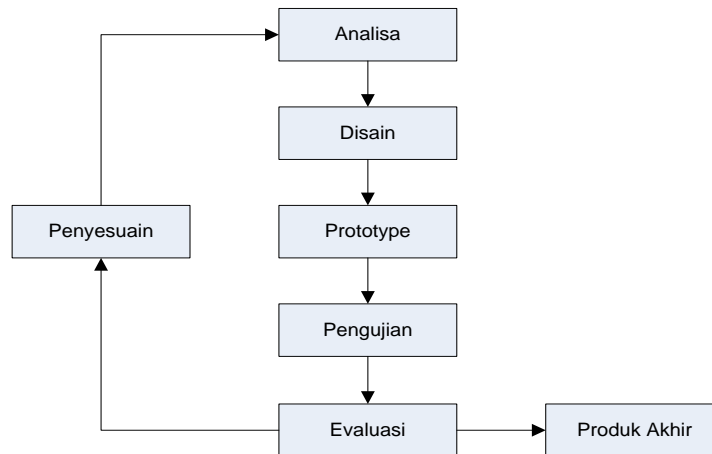 Analisa
Disain
Penyesuain
Prototype
Pengujian
Evaluasi
Produk Akhir